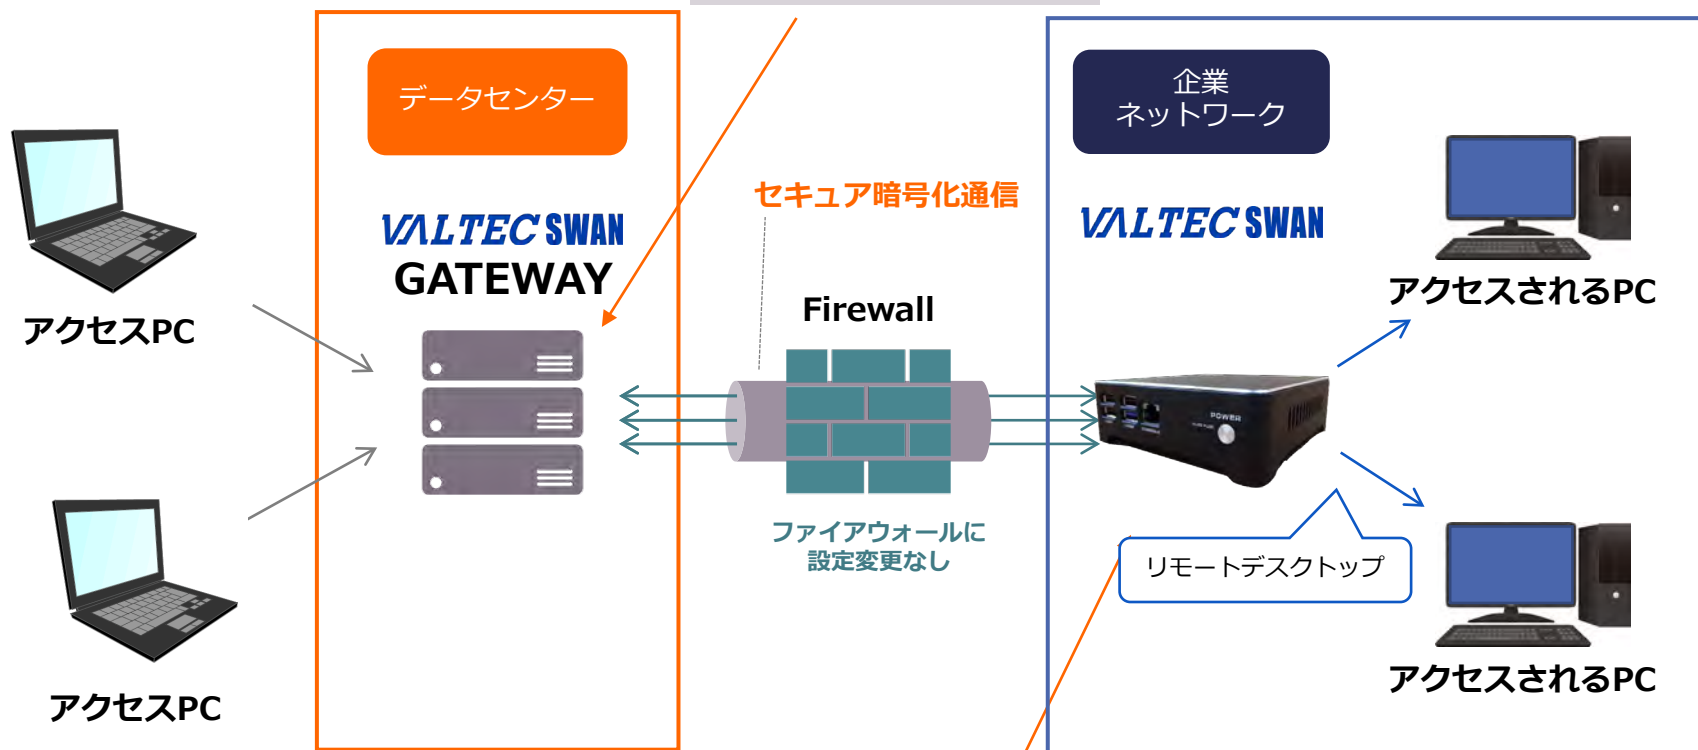 データセンター
企業
ネットワーク
セキュア暗号化通信
VALTEC SWAN
GATEWAY
VALTEC SWAN
Firewall
アクセスPC
アクセスされるPC
POWER
ファイアウォールに
設定変更なし
リモートデスクトップ
アクセスPC
アクセスされるPC